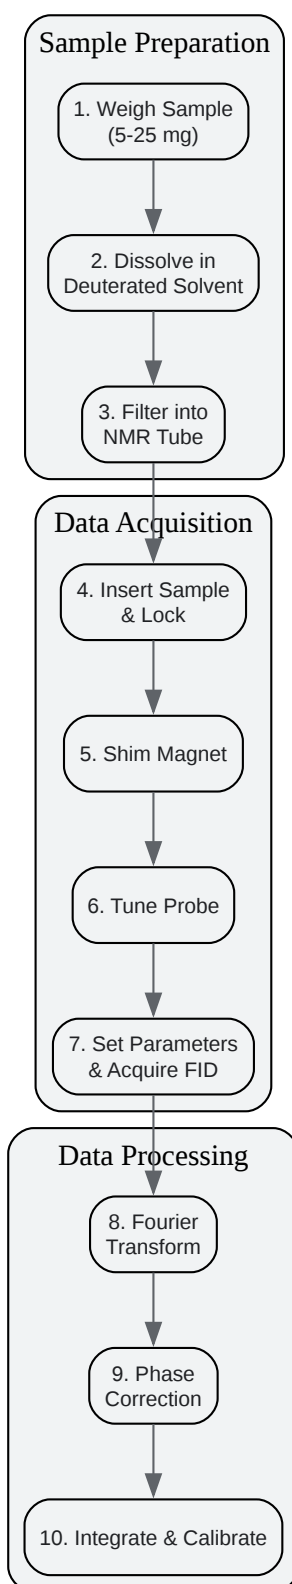 Sample Preparation
1. Weigh Sample
(5-25 mg)
2. Dissolve in
Deuterated Solvent
3. Filter into
NMR Tube
Data Acquisition
4. Insert Sample
& Lock
5. Shim Magnet
6. Tune Probe
7. Set Parameters
& Acquire FID
Data Processing
8. Fourier
Transform
9. Phase
Correction
10. Integrate & Calibrate